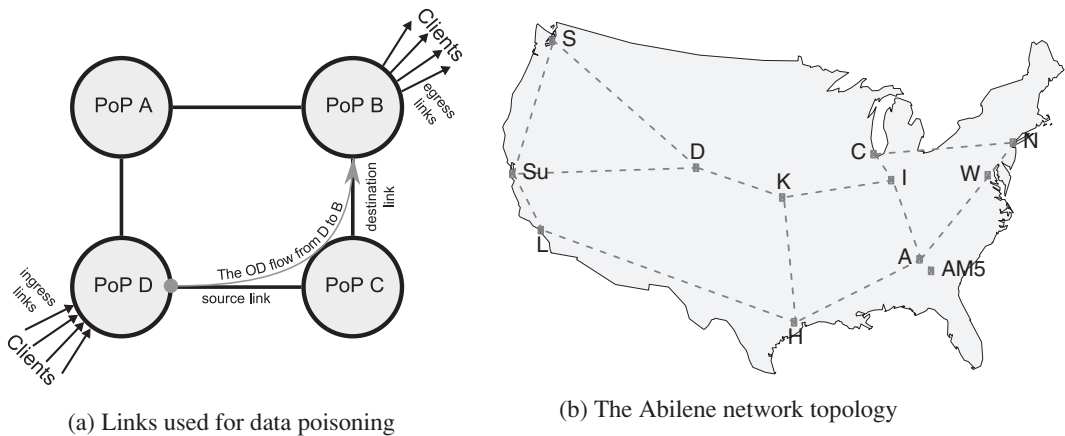 Clients
egress
links
PoP A
PoP B
destination
link
The OD flow from D to B
PoP D
PoP C
source link
ingress
links
Clients
(a) Links used for data poisoning
S
D
C
N
Su
K
I
W
L
A
AM5
H
(b) The Abilene network topology